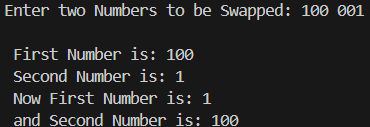 Enter two Numbers to be Swapped: 100 001
First Number is: 100
Second Number is: 1
Now First Number is: 1
and Second Number is: 100